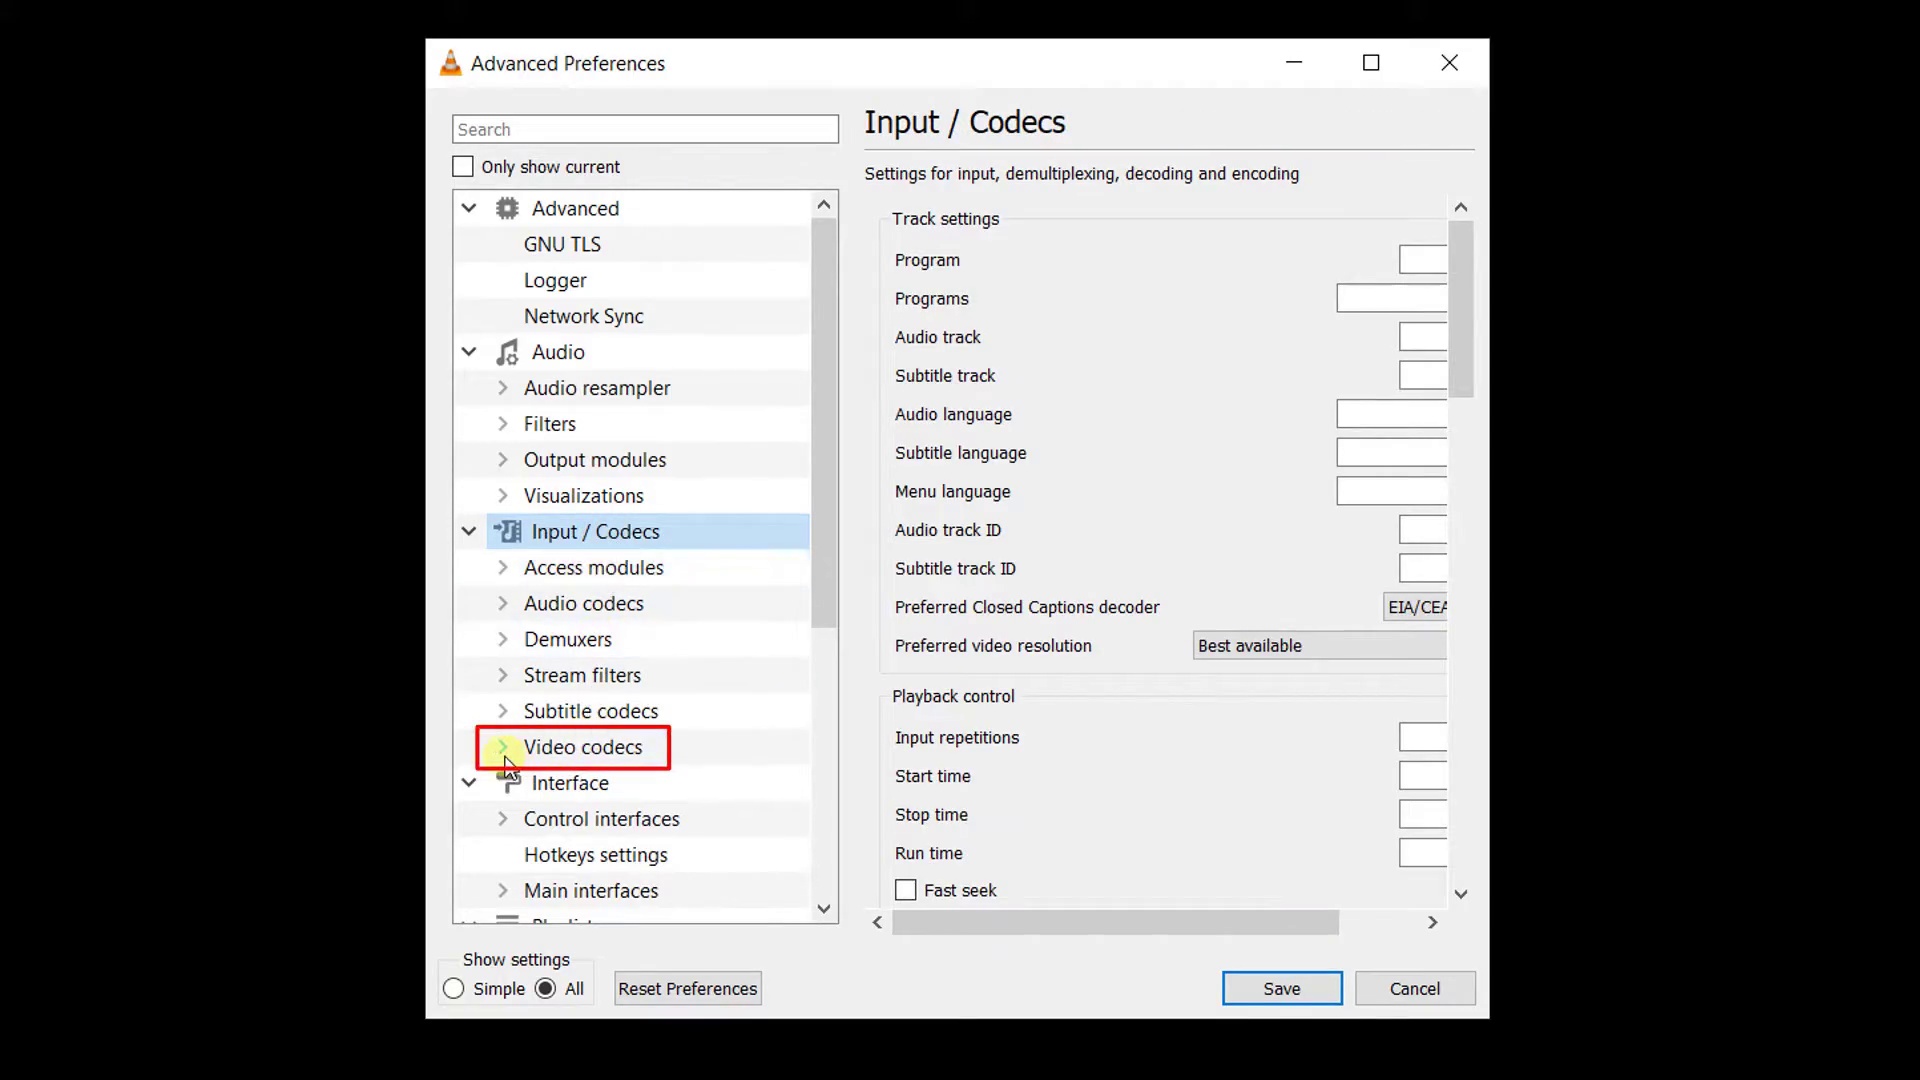 Advanced Preferences
Search
Only show current
Advanced
GNU TLS
Logger
Network Sync
Audio
Audio resampler
Filters
Output modules
Visualizations
Input / Codecs
Access modules
Audio codecs
Demuxers
Stream filters
Subtitle codecs
Video codecs
Interface
Control interfaces
Hotkeys settings
Main interfaces
Input / Codecs
Settings for input, demultiplexing, decoding and encoding
Track settings
Program
Programs
Audio track
Subtitle track
Audio language
Subtitle language
Menu language
Audio track ID
Subtitle track ID
Preferred Closed Captions decoder EIA/CEA
Preferred video resolution Best available
Playback control
Input repetitions
Start time
Stop time
Run time
Fast seek
Show settings
Simple All
Reset Preferences
Save Cancel